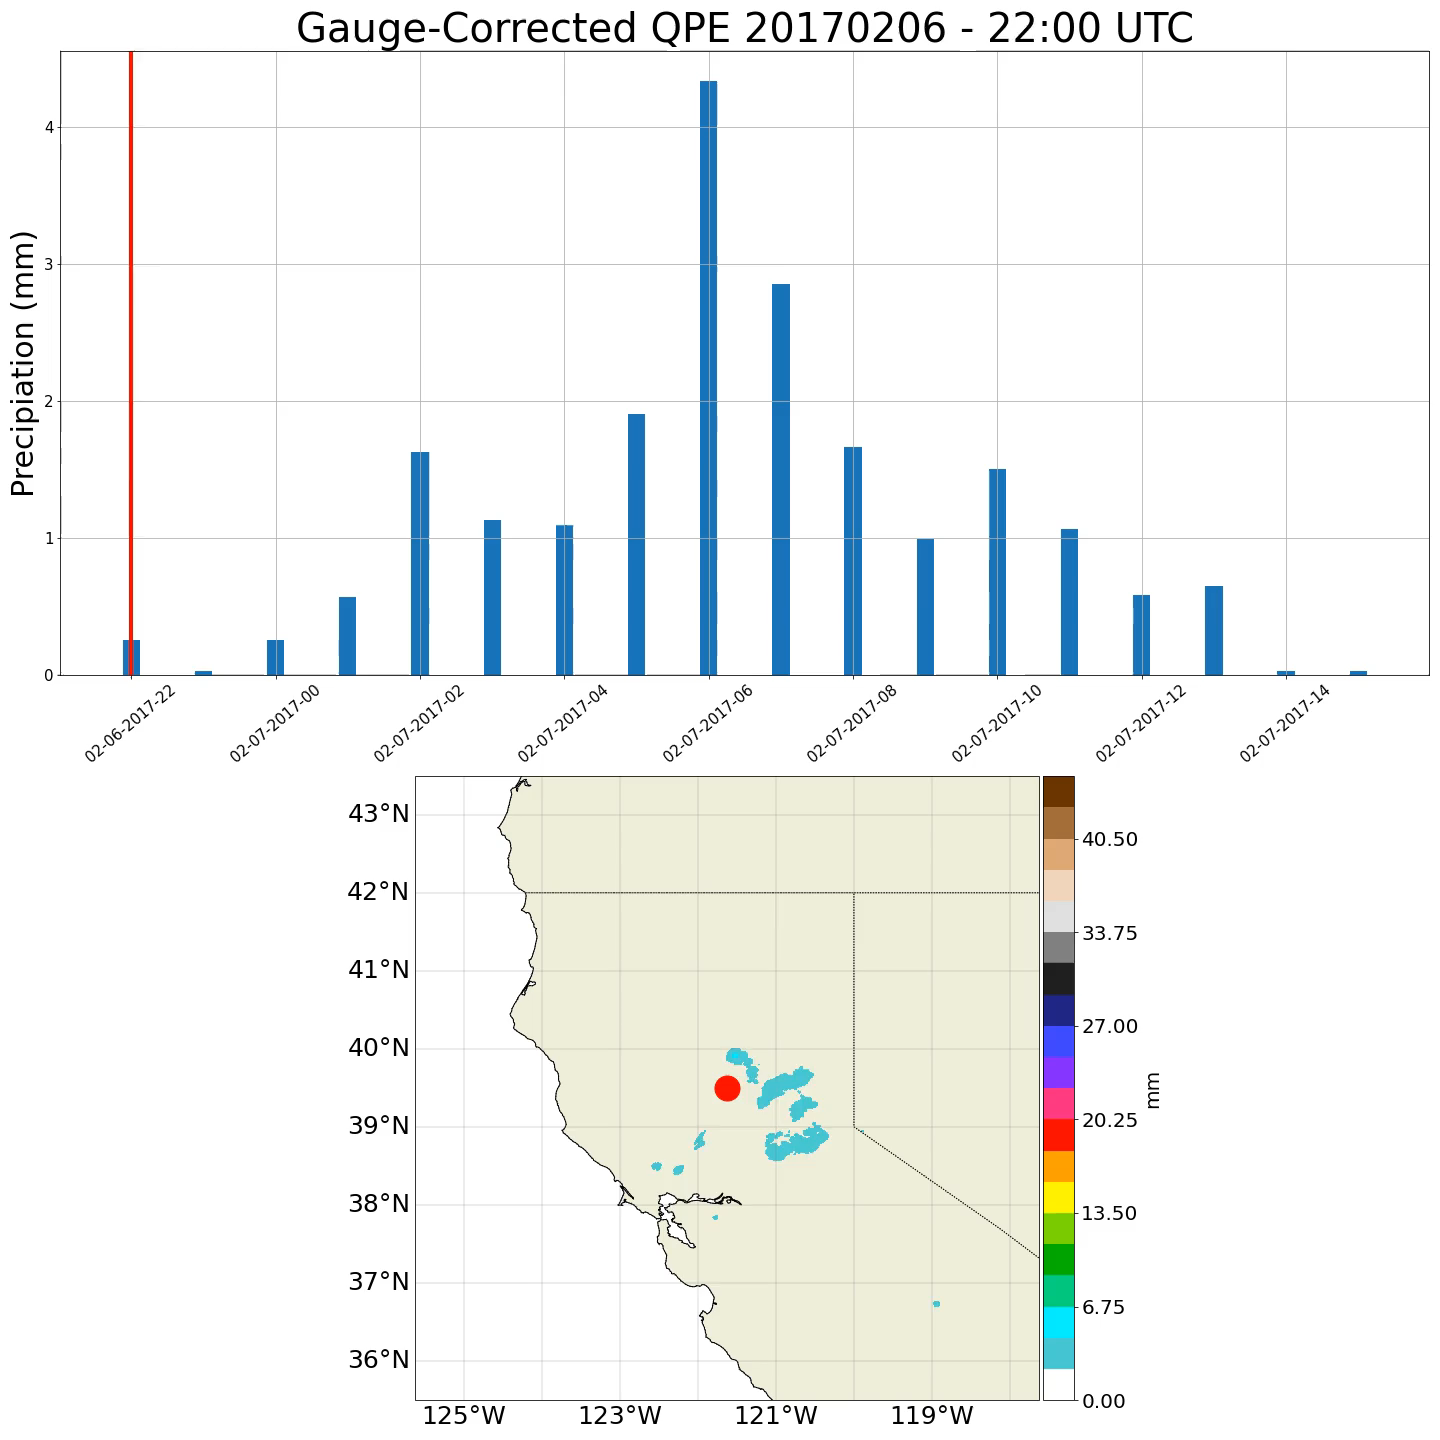 Gauge-Corrected QPE 20170206 - 22:00 UTC
Precipiation (mm)
4
3
2
1
0
02-06-2017-22
02-07-2017-00
02-07-2017-02
02-07-2017-04
02-07-2017-06
02-07-2017-08
02-07-2017-10
02-07-2017-12
02-07-2017-14
43°N
42°N
41°N
40°N
39°N
38°N
37°N
36°N
125°W
123°W
121°W
119°W
40.50
33.75
27.00
20.25
13.50
6.75
0.00
mm